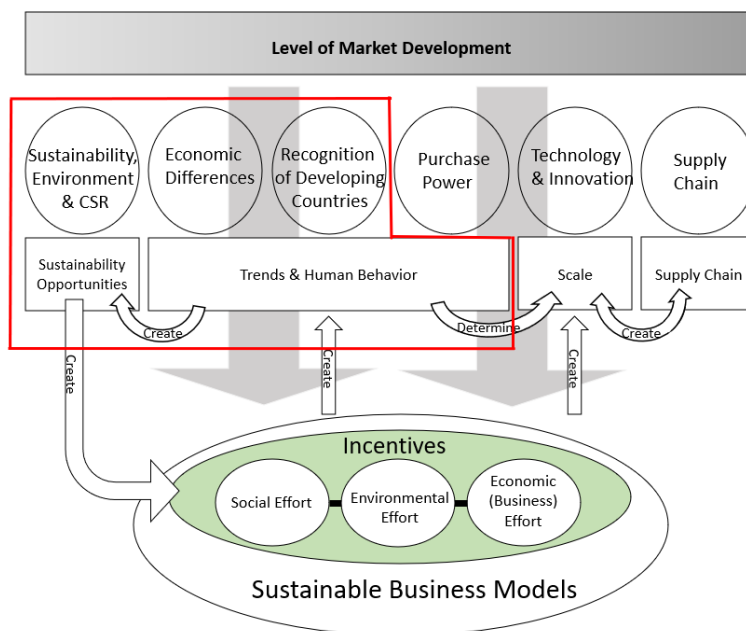 Level of Market Development
Sustainability,
Environment
& CSR
Economic
Differences
Recognition
of Developing
Countries
Purchase
Power
Technology
& Innovation
Supply
Chain
Sustainability
Opportunities
Trends & Human Behavior
Scale
Supply Chain
Create
Determine
Create
Create
Create
Create
Incentives
Social Effort
Environmental
Effort
Economic
(Business)
Effort
Sustainable Business Models